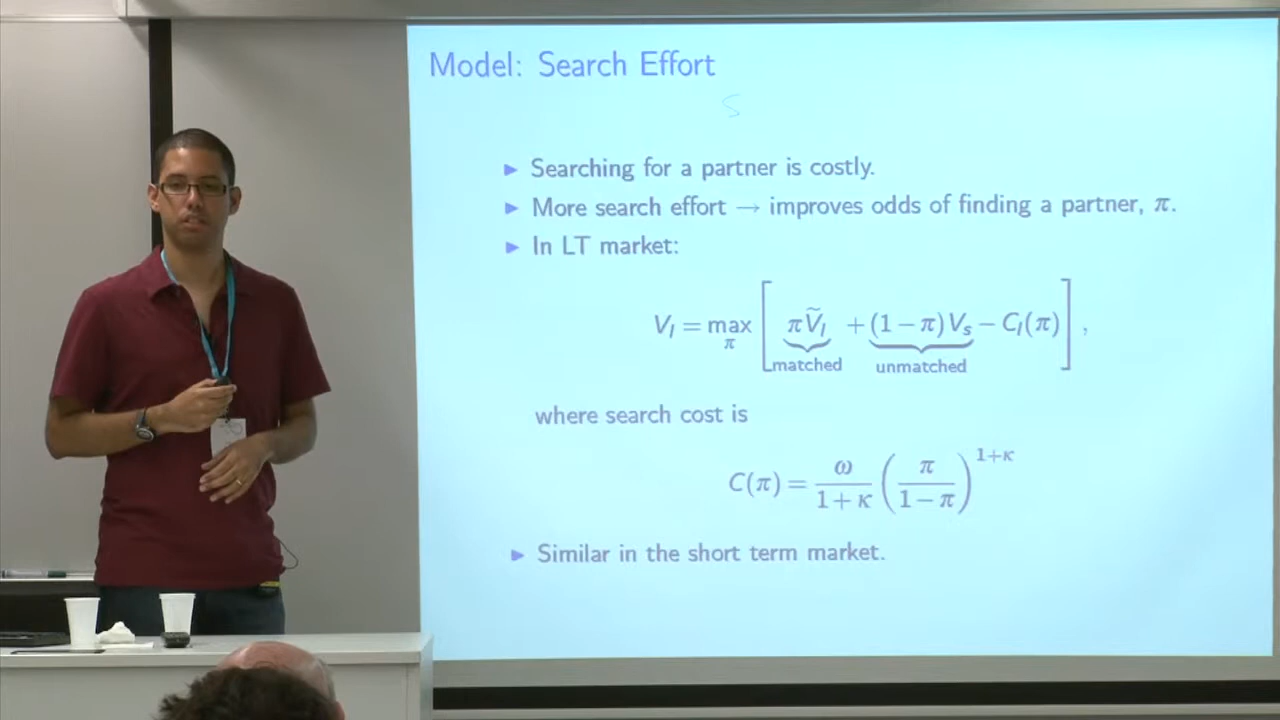 Model: Search Effort
S
► Searching for a partner is costly.
► More search effort → improves odds of finding a partner, π.
► In LT market:
V_l = max_π [ πṼ_l + (1 − π)V_s − C_l(π) ] ,
matched unmatched
where search cost is
C(π) = ω/(1 + κ) (π/(1 − π))^{1+κ}
► Similar in the short term market.